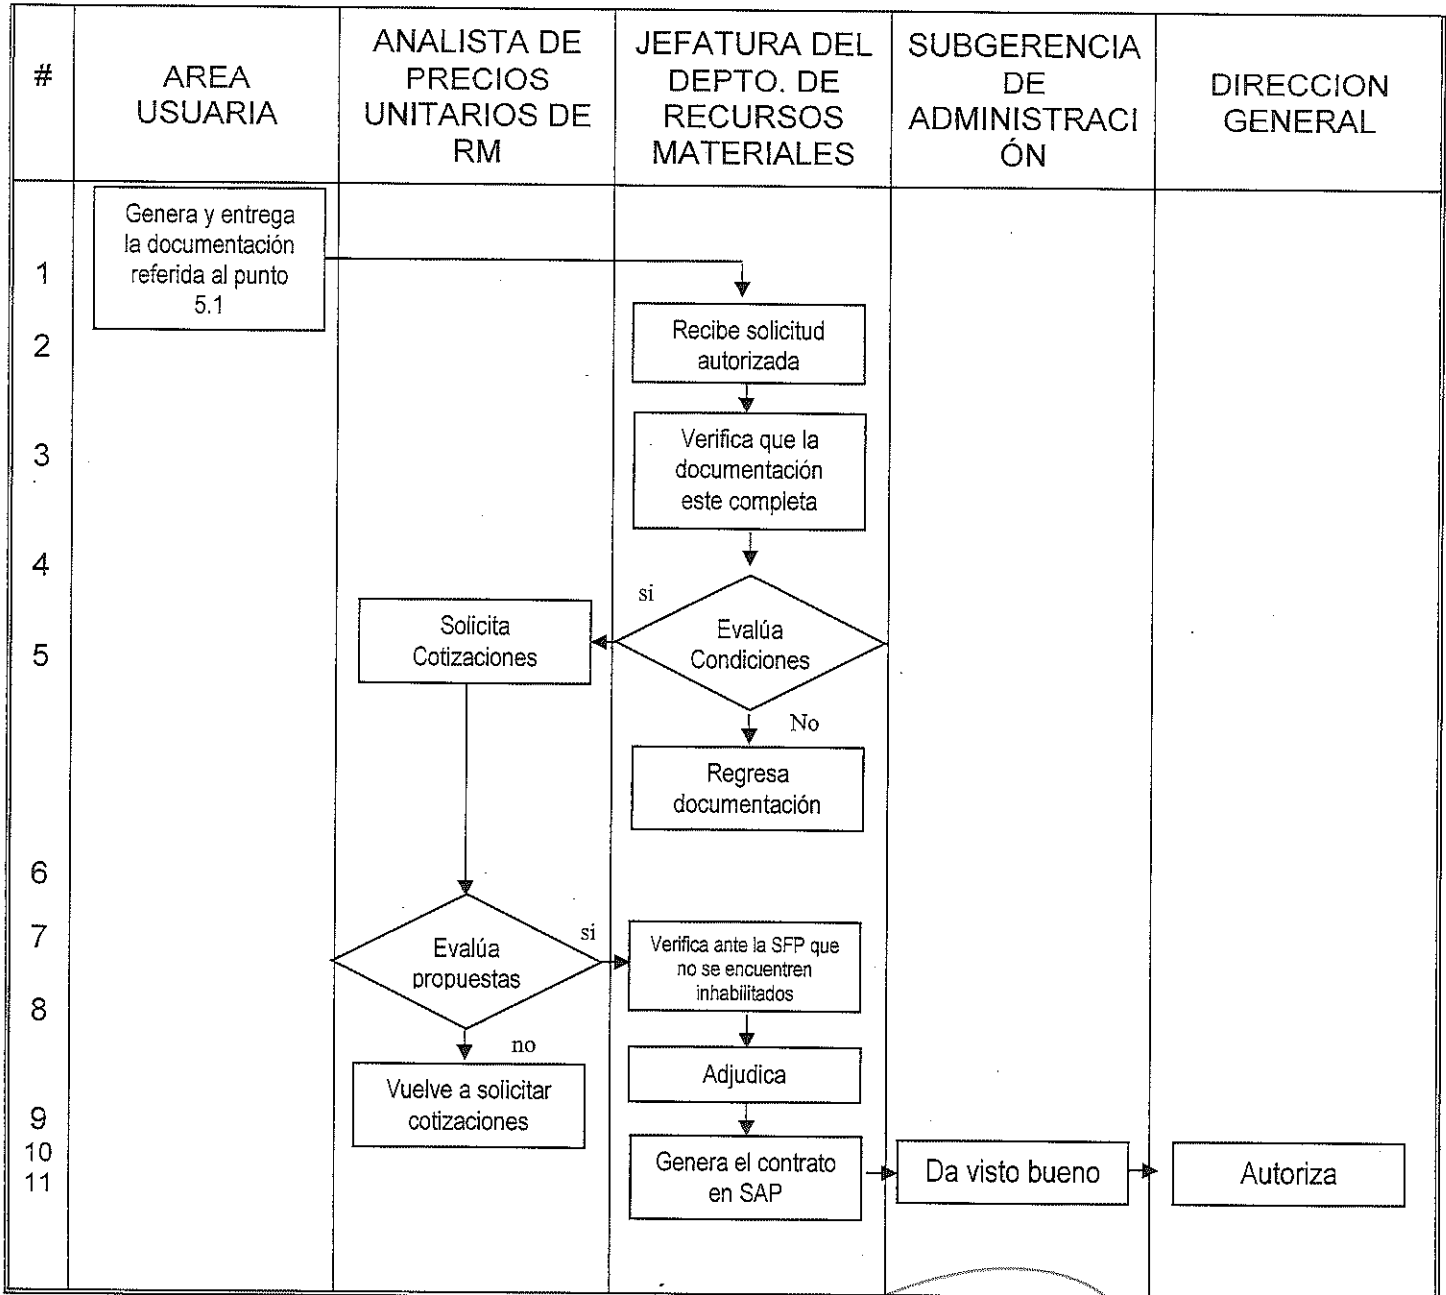 #
AREA
USUARIA
ANALISTA DE
PRECIOS
UNITARIOS DE
RM
JEFATURA DEL
DEPTO. DE
RECURSOS
MATERIALES
SUBGERENCIA
DE
ADMINISTRACI
ÓN
DIRECCION
GENERAL
1
Genera y entrega
la documentación
referida al punto
5.1
2
Recibe solicitud
autorizada
3
Verifica que la
documentación
este completa
4
si
Evalúa
Condiciones
5
Solicita
Cotizaciones
No
Regresa
documentación
6
7
Evalúa
propuestas
si
Verifica ante la SFP que
no se encuentren
inhabilitados
8
no
Vuelve a solicitar
cotizaciones
Adjudica
9
10
11
Genera el contrato
en SAP
Da visto bueno
Autoriza